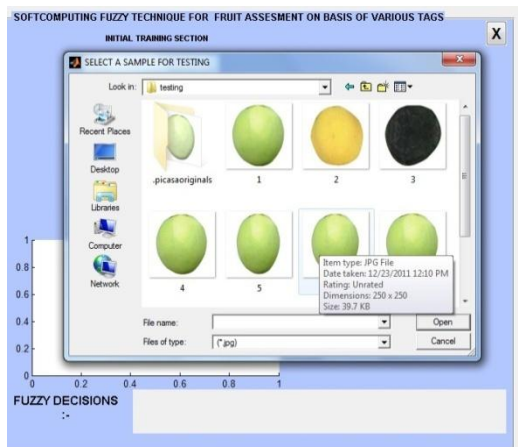 SOFTCOMPUTING FUZZY TECHNIQUE FOR FRUIT ASSESMENT ON BASIS OF VARIOUS TAGS
INITIAL TRAINING SECTION
X
SELECT A SAMPLE FOR TESTING
Look in:
testing
Recent Places
Desktop
Libraries
Computer
Network
.picasaoriginals
1
2
3
4
5
Item type: JPG File
Date taken: 12/23/2011 12:10 PM
Rating: Unrated
Dimensions: 250 x 250
Size: 39.7 KB
File name:
Open
Files of type:
(*.jpg)
Cancel
1
0.8
0.6
0.4
0.2
0
0
0.2
0.4
0.6
0.8
1
FUZZY DECISIONS
:-